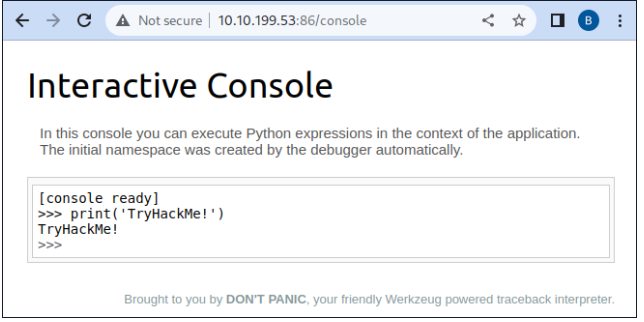 Not secure | 10.10.199.53:86/console
B
Interactive Console
In this console you can execute Python expressions in the context of the application.
The initial namespace was created by the debugger automatically.
[console ready]
>>> print('TryHackMe!')
TryHackMe!
>>>
Brought to you by DON'T PANIC, your friendly Werkzeug powered traceback interpreter.